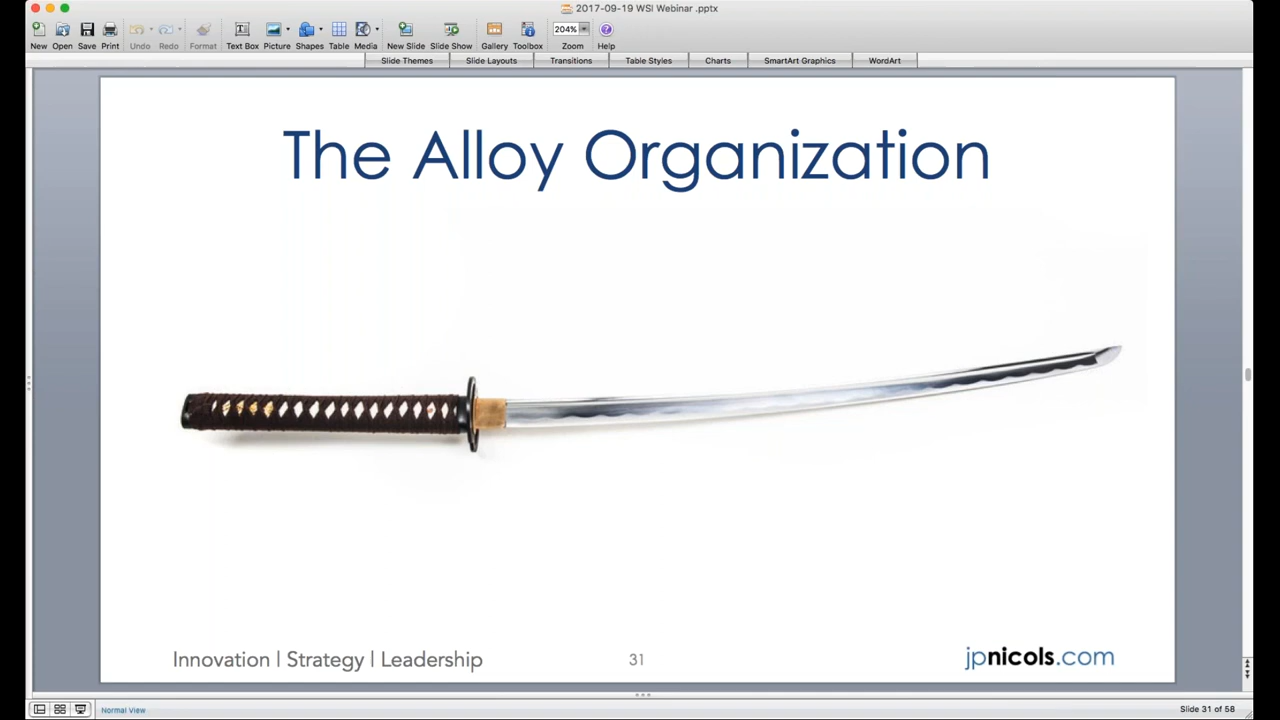 2017-09-19 WSI Webinar .pptx
New Open Save Print Undo Redo Format Text Box Picture Shapes Table Media New Slide Slide Show Gallery Toolbox 204% Zoom Help
Slide Themes Slide Layouts Transitions Table Styles Charts SmartArt Graphics WordArt
The Alloy Organization
Innovation | Strategy | Leadership 31 jpnicols.com
Normal View Slide 31 of 58